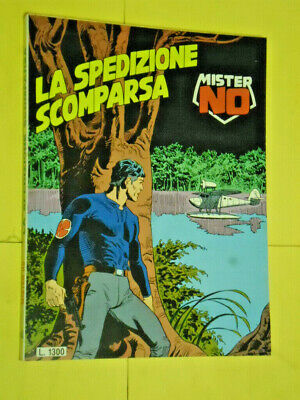 LA SPEDIZIONE
SCOMPARSA
MISTER
NO
L. 1300